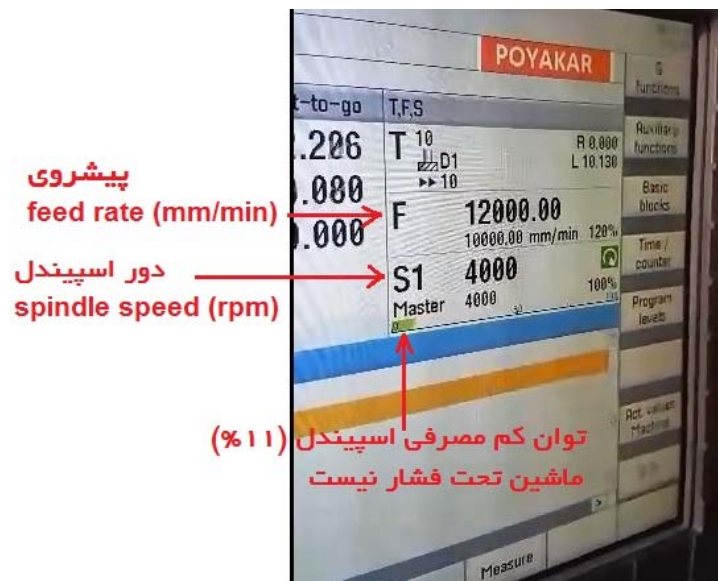 POYAKAR
G
functions
t-to-go
T,F,S
Auxiliary
functions
.206
T 10
R 0.000
D1
L 10.130
▸▸ 10
Basic
blocks
پیشروی
feed rate (mm/min)
.080
.000
F 12000.00
10000.00 mm/min 120%
Time /
counter
دور اسپیندل
spindle speed (rpm)
S1 4000
Master 4000 100%
0 50 100
Program
levels
توان کم مصرفی اسپیندل (۱۱%)
ماشین تحت فشار نیست
Act. values
Machine
>
Measure